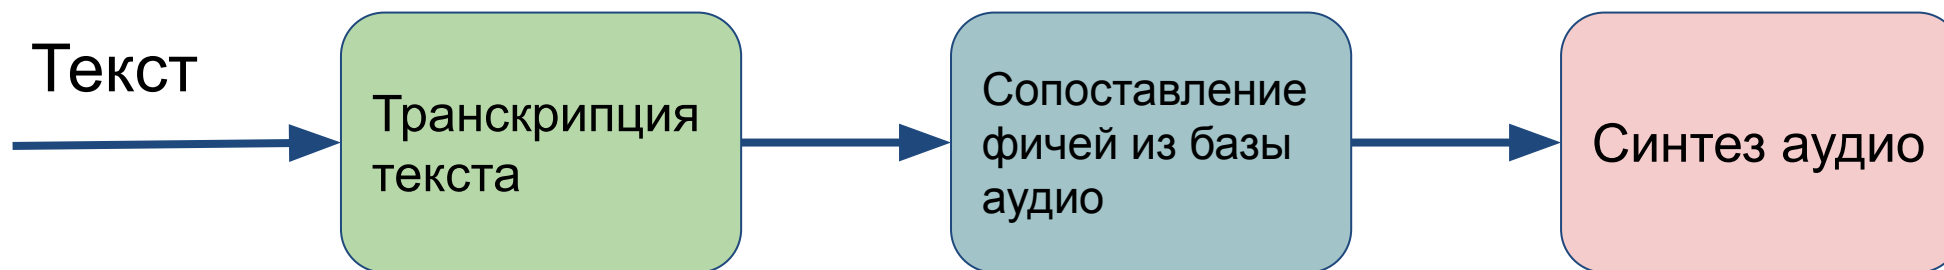 Текст
Транскрипция
текста
Сопоставление
фичей из базы
аудио
Синтез аудио